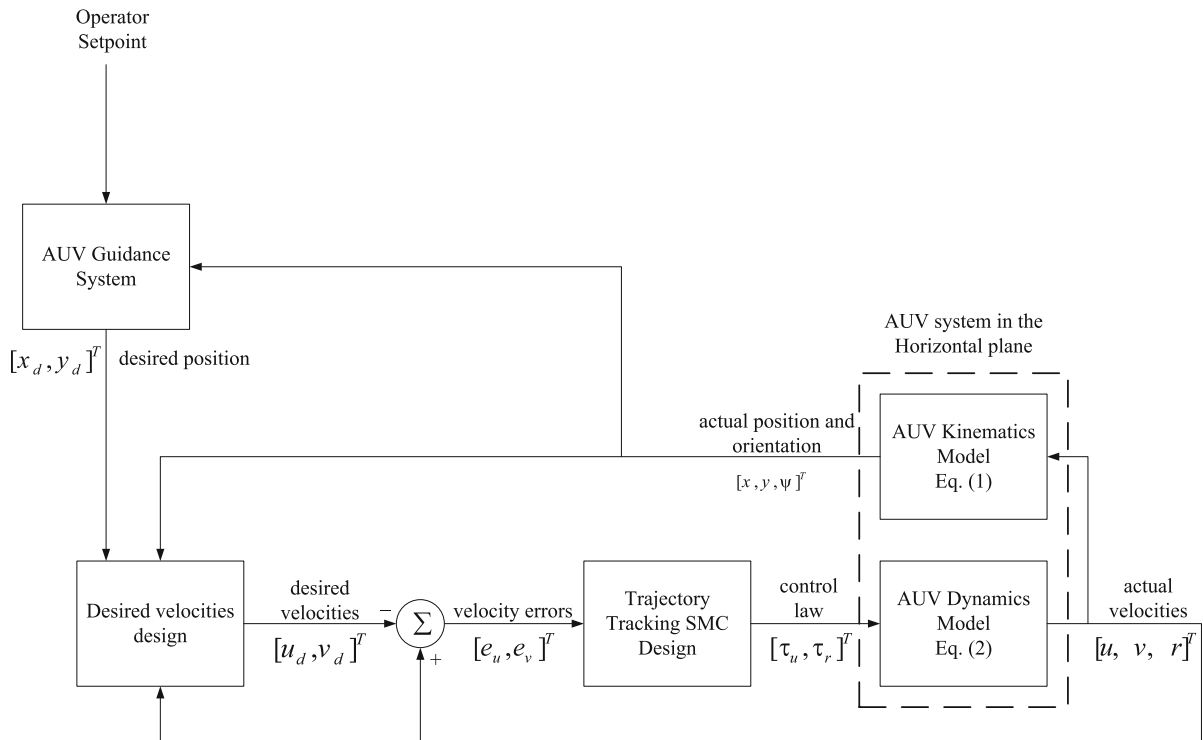 Operator
Setpoint
AUV Guidance
System
[x_d, y_d]^T
desired position
AUV system in the
Horizontal plane
AUV Kinematics
Model
Eq. (1)
actual position and
orientation
[x, y, ψ]^T
Desired velocities
design
desired
velocities
[u_d, v_d]^T
−
Σ
+
velocity errors
[e_u, e_v]^T
Trajectory
Tracking SMC
Design
control
law
[τ_u, τ_r]^T
AUV Dynamics
Model
Eq. (2)
actual
velocities
[u, v, r]^T